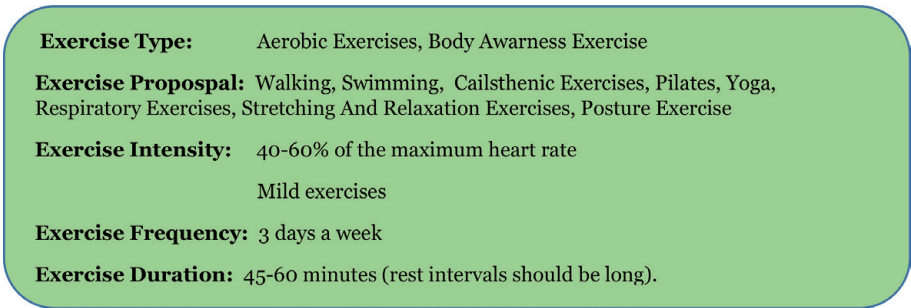 Exercise Type: Aerobic Exercises, Body Awarness Exercise
Exercise Propospal: Walking, Swimming, Cailsthenic Exercises, Pilates, Yoga,
Respiratory Exercises, Stretching And Relaxation Exercises, Posture Exercise
Exercise Intensity: 40-60% of the maximum heart rate
Mild exercises
Exercise Frequency: 3 days a week
Exercise Duration: 45-60 minutes (rest intervals should be long).